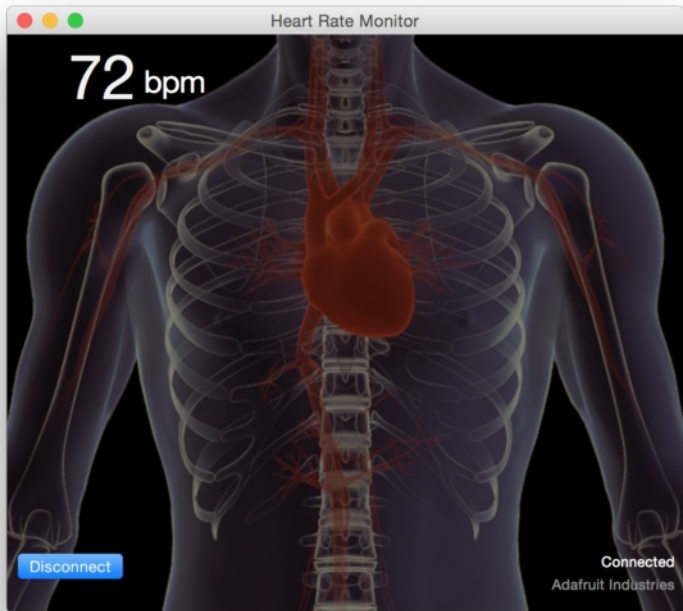 Heart Rate Monitor
72 bpm
Disconnect
Connected
Adafruit Industries